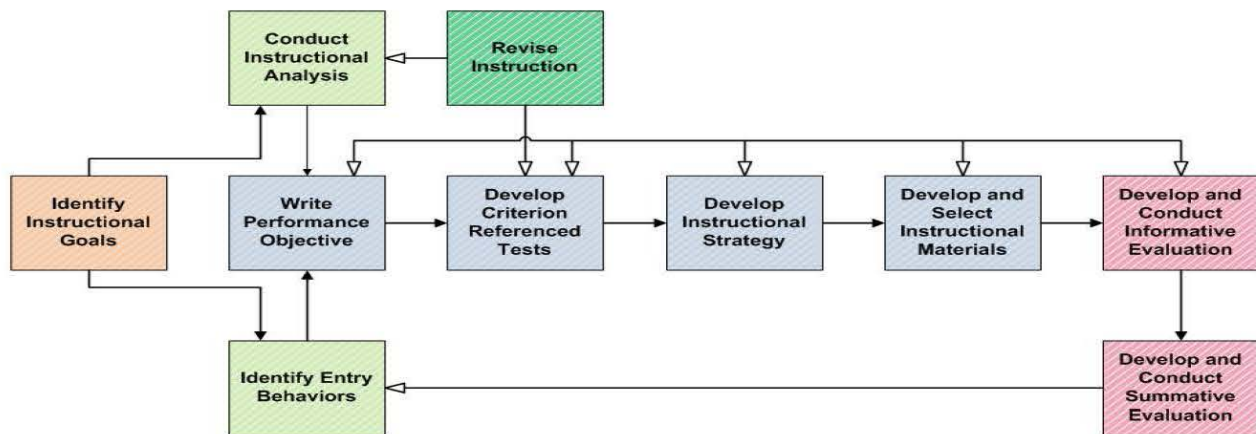 Conduct
Instructional
Analysis
Revise
Instruction
Identify
Instructional
Goals
Write
Performance
Objective
Develop
Criterion
Referenced
Tests
Develop
Instructional
Strategy
Develop and
Select
Instructional
Materials
Develop and
Conduct
Informative
Evaluation
Identify Entry
Behaviors
Develop and
Conduct
Summative
Evaluation